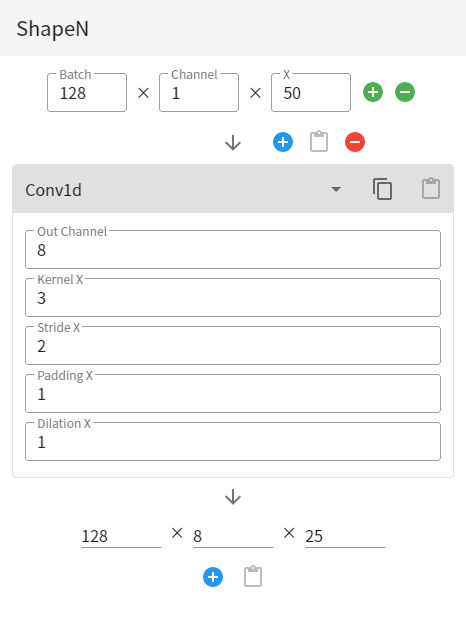 ShapeN
Batch Channel X
128 × 1 × 50
Conv1d
Out Channel
8
Kernel X
3
Stride X
2
Padding X
1
Dilation X
1
128 × 8 × 25